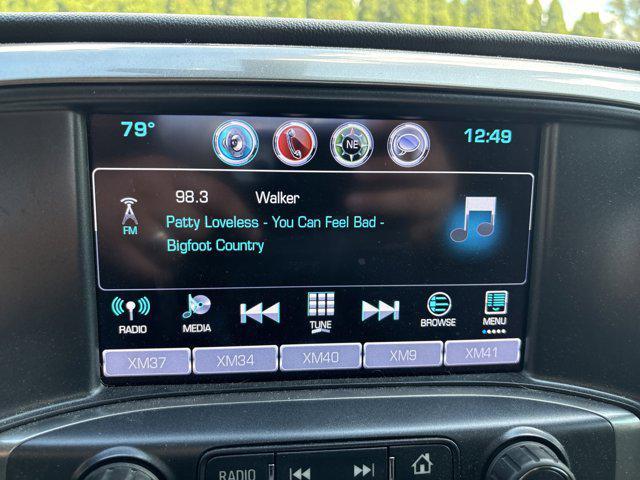 79°
NE
12:49
98.3 Walker
FM
Patty Loveless - You Can Feel Bad -
Bigfoot Country
RADIO MEDIA TUNE BROWSE MENU
XM37 XM34 XM40 XM9 XM41
RADIO